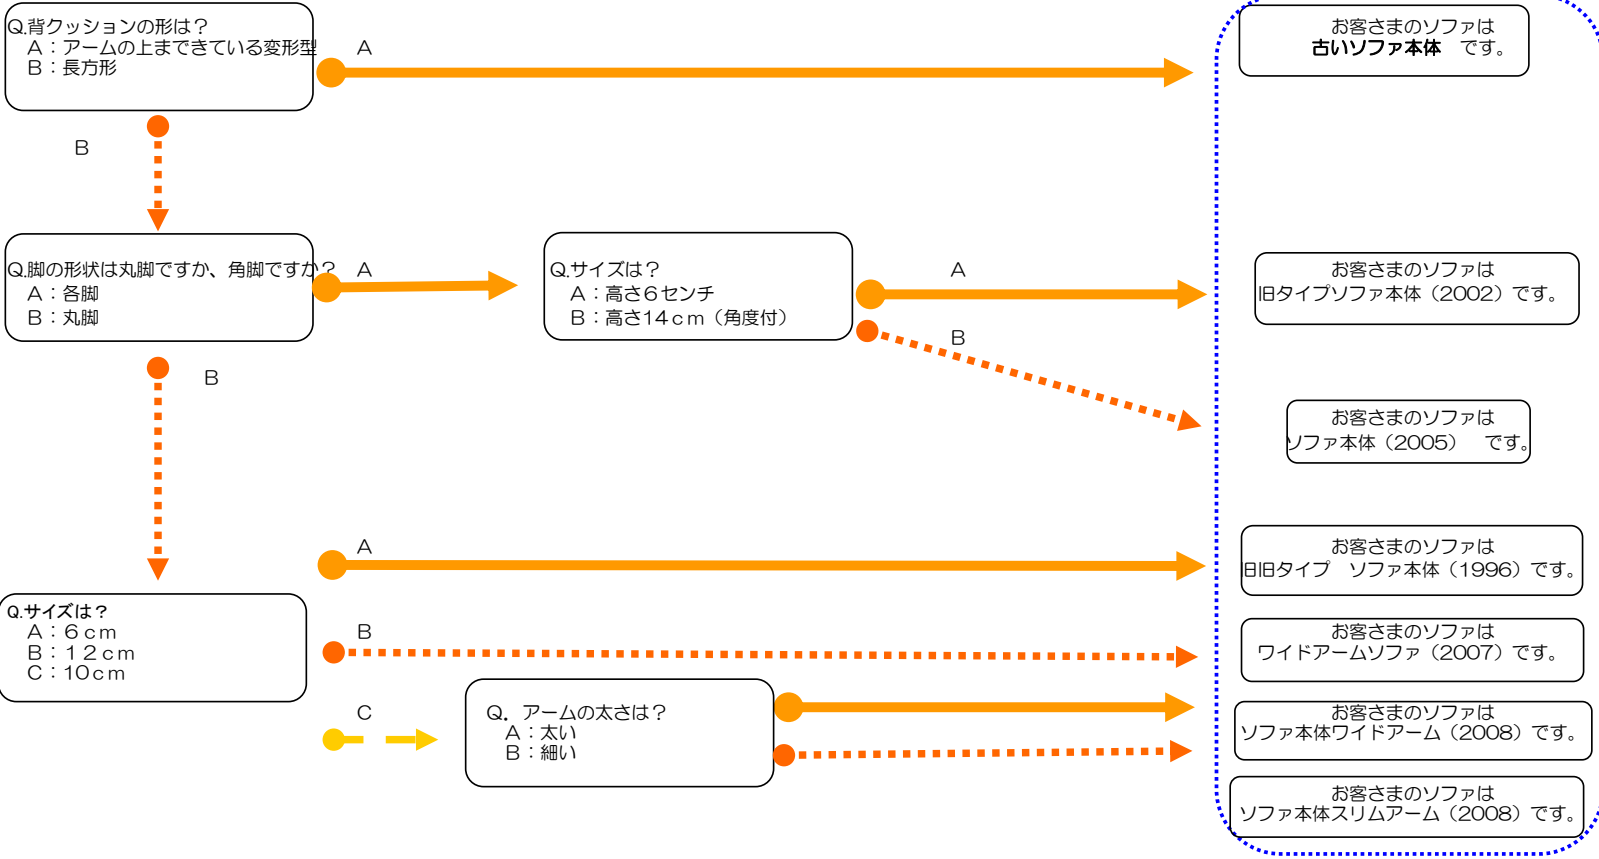 Q.背クッションの形は？
A：アームの上まできている変形型
B：長方形
A
お客さまのソファは
古いソファ本体　です。
B
Q.脚の形状は丸脚ですか、角脚ですか？
A：各脚
B：丸脚
A
Q.サイズは？
A：高さ６センチ
B：高さ14ｃｍ（角度付）
A
B
お客さまのソファは
旧タイプソファ本体（2002）です。
お客さまのソファは
ソファ本体（2005）　です。
B
A
お客さまのソファは
旧旧タイプ　ソファ本体（1996）です。
Q.サイズは？
A：６ｃｍ
B：１２ｃｍ
C：10ｃｍ
B
お客さまのソファは
ワイドアームソファ（2007）です。
C
Q．アームの太さは？
A：太い
B：細い
お客さまのソファは
ソファ本体ワイドアーム（2008）です。
お客さまのソファは
ソファ本体スリムアーム（2008）です。